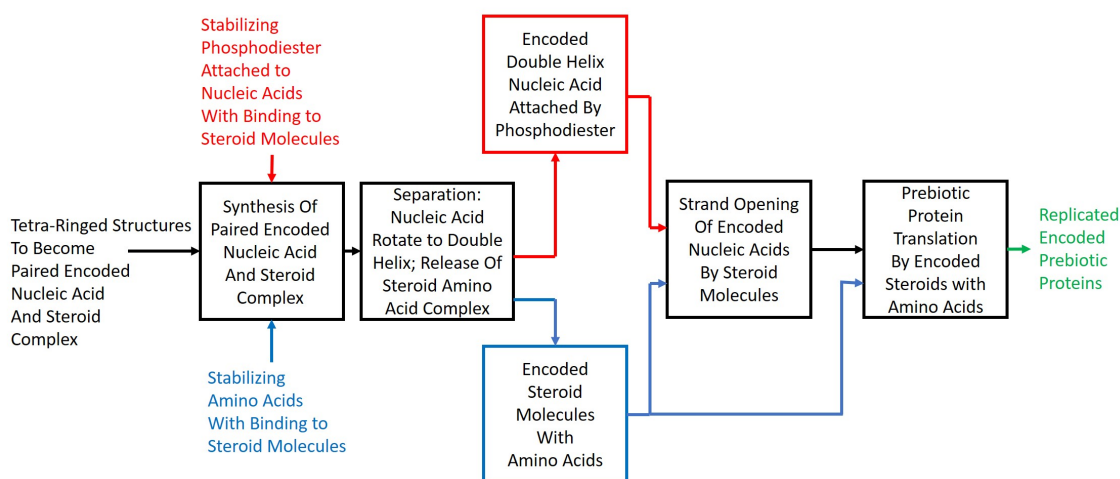 Stabilizing
Phosphodiester
Attached to
Nucleic Acids
With Binding to
Steroid Molecules
Encoded
Double Helix
Nucleic Acid
Attached By
Phosphodiester
Tetra-Ringed Structures
To Become
Paired Encoded
Nucleic Acid
And Steroid
Complex
Synthesis Of
Paired Encoded
Nucleic Acid
And Steroid
Complex
Separation:
Nucleic Acid
Rotate to Double
Helix; Release Of
Steroid Amino
Acid Complex
Strand Opening
Of Encoded
Nucleic Acids
By Steroid
Molecules
Prebiotic
Protein
Translation
By Encoded
Steroids with
Amino Acids
Replicated
Encoded
Prebiotic
Proteins
Stabilizing
Amino Acids
With Binding to
Steroid Molecules
Encoded
Steroid
Molecules
With
Amino Acids